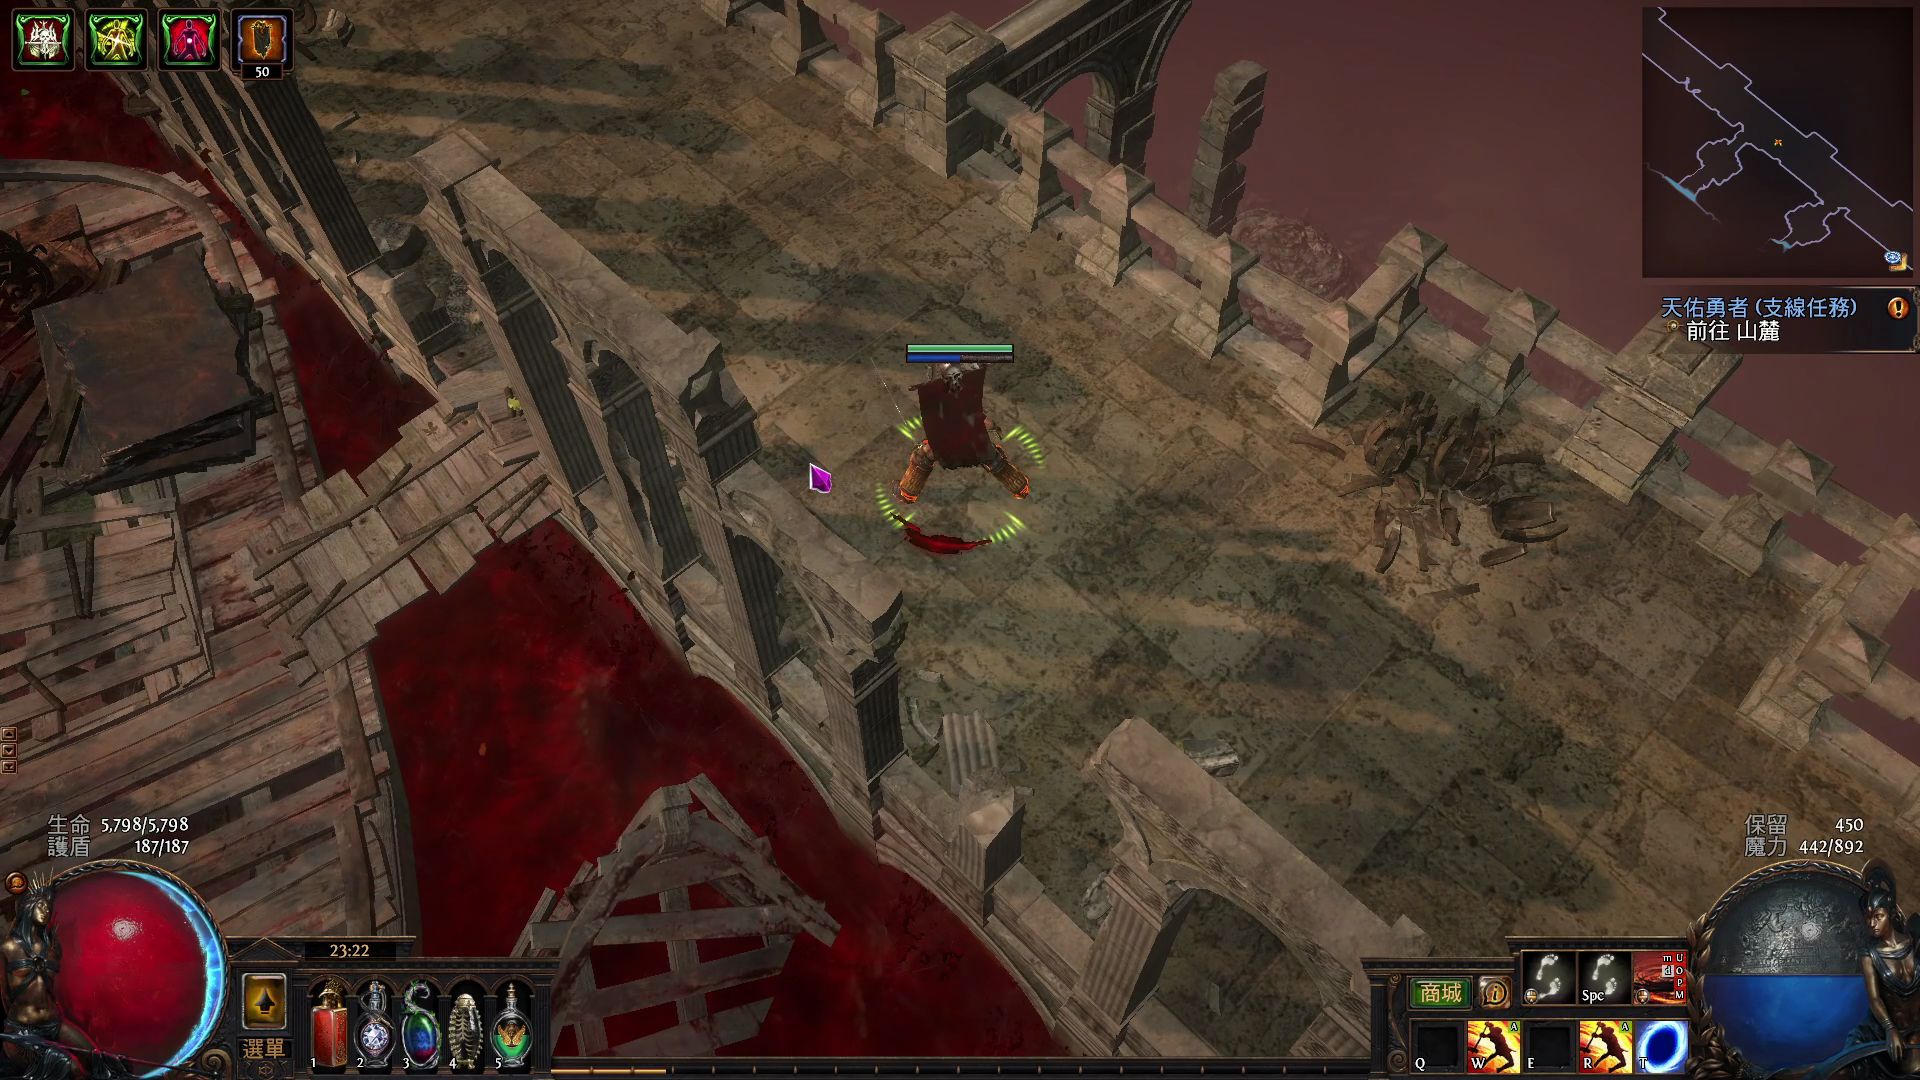 50
天佑勇者 (支線任務)
前往 山麓
生命 5,798/5,798
護盾 187/187
保留 450
魔力 442/892
23:22
選單
1 2 3 4 5
商城
Spc
m U
d O
P
M
Q W A E R A T